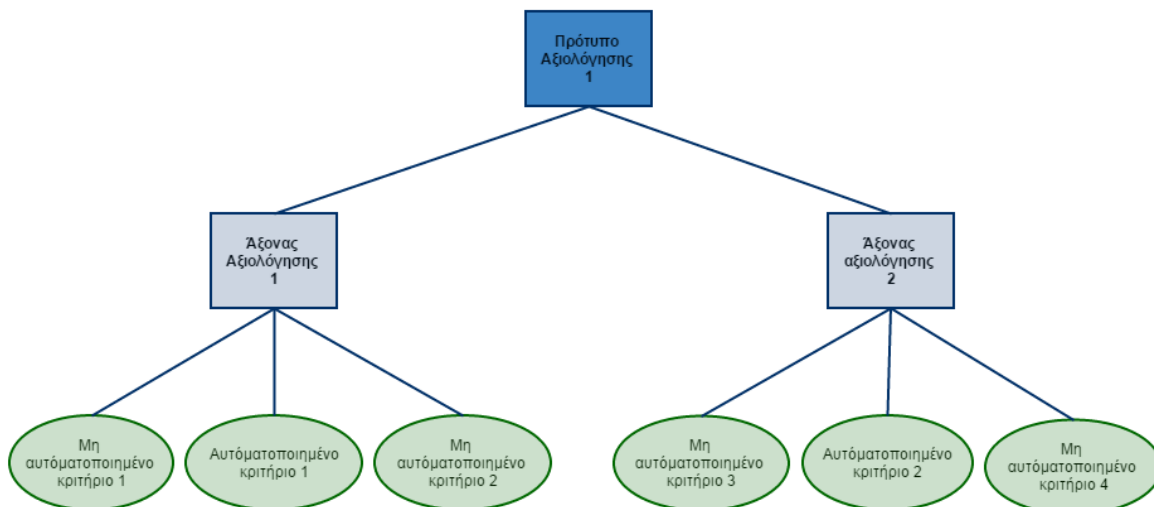 Πρότυπο
Αξιολόγησης
1
Άξονας
Αξιολόγησης
1
Άξονας
αξιολόγησης
2
Μη
αυτόματοποιημένο
κριτήριο 1
Αυτόματοποιημένο
κριτήριο 1
Μη
αυτόματοποιημένο
κριτήριο 2
Μη
αυτόματοποιημένο
κριτήριο 3
Αυτόματοποιημένο
κριτήριο 2
Μη
αυτόματοποιημένο
κριτήριο 4